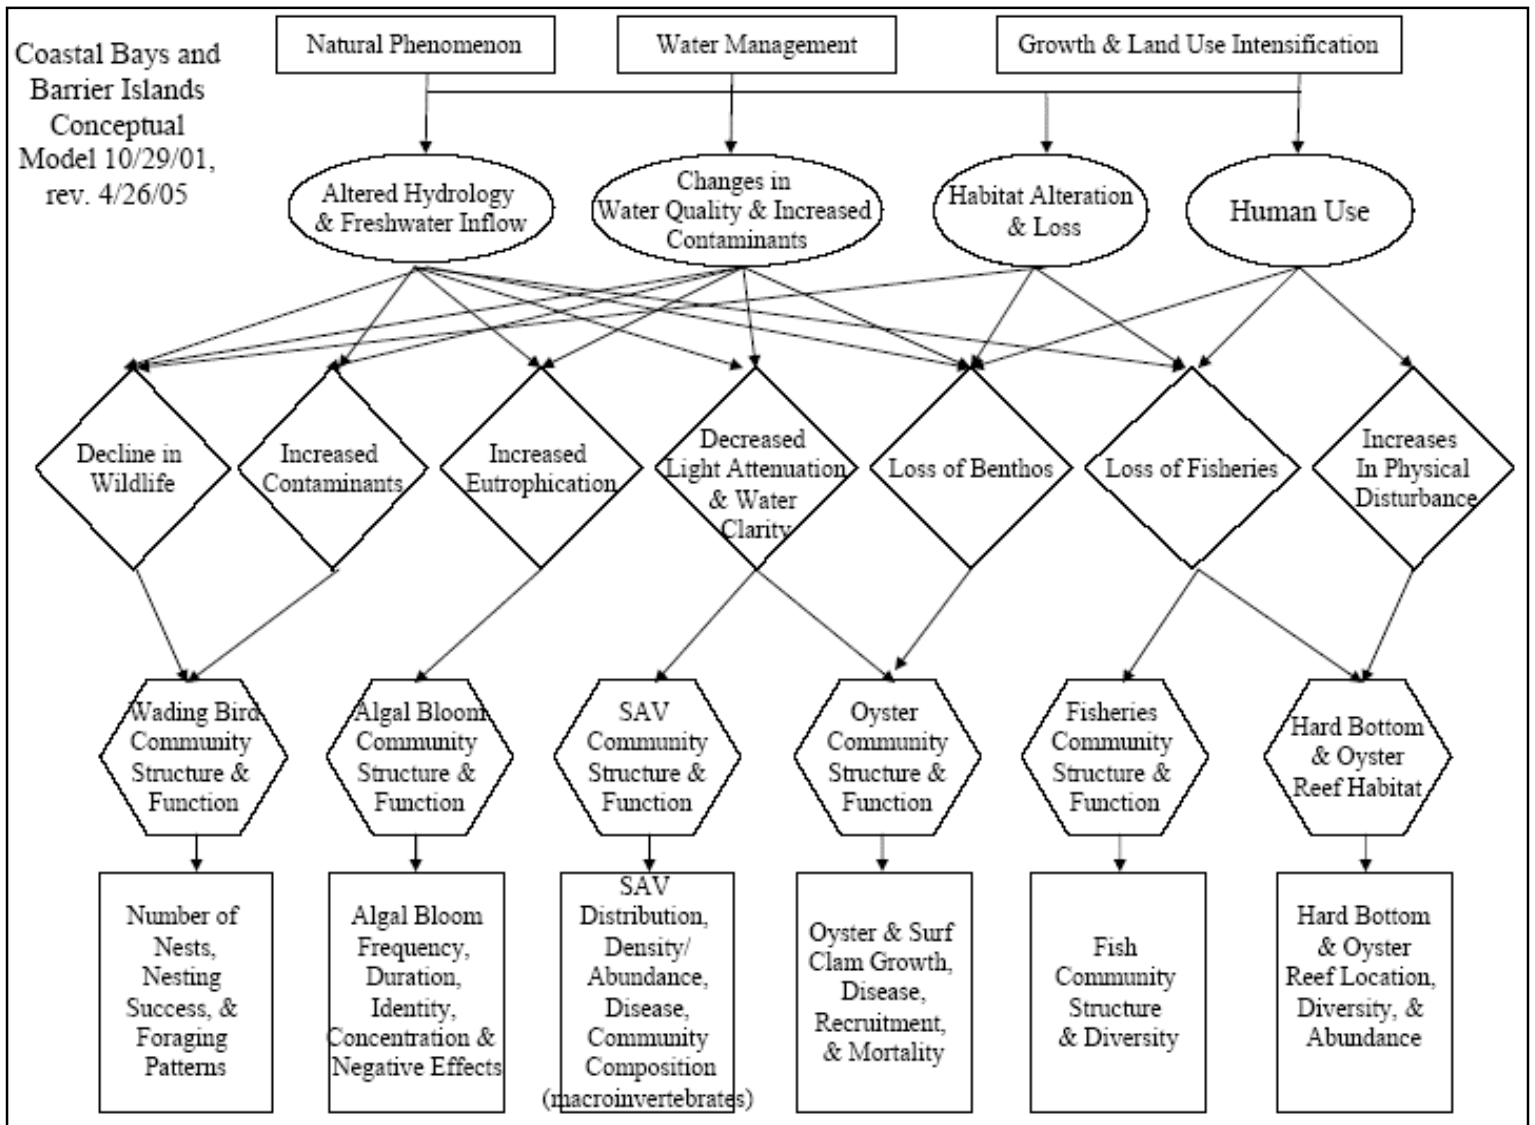 Coastal Bays and
Barrier Islands
Conceptual
Model 10/29/01,
rev. 4/26/05
Natural Phenomenon
Water Management
Growth & Land Use Intensification
Altered Hydrology
& Freshwater Inflow
Changes in
Water Quality & Increased
Contaminants
Habitat Alteration
& Loss
Human Use
Decline in
Wildlife
Increased
Contaminants
Increased
Eutrophication
Decreased
Light Attenuation
& Water
Clarity
Loss of Benthos
Loss of Fisheries
Increases
In Physical
Disturbance
Wading Bird
Community
Structure &
Function
Algal Bloom
Community
Structure &
Function
SAV
Community
Structure &
Function
Oyster
Community
Structure &
Function
Fisheries
Community
Structure &
Function
Hard Bottom
& Oyster
Reef Habitat
Number of
Nests,
Nesting
Success, &
Foraging
Patterns
Algal Bloom
Frequency,
Duration,
Identity,
Concentration &
Negative Effects
SAV
Distribution,
Density/
Abundance,
Disease,
Community
Composition
(macroinvertebrates)
Oyster & Surf
Clam Growth,
Disease,
Recruitment,
& Mortality
Fish
Community
Structure
& Diversity
Hard Bottom
& Oyster
Reef Location,
Diversity, &
Abundance